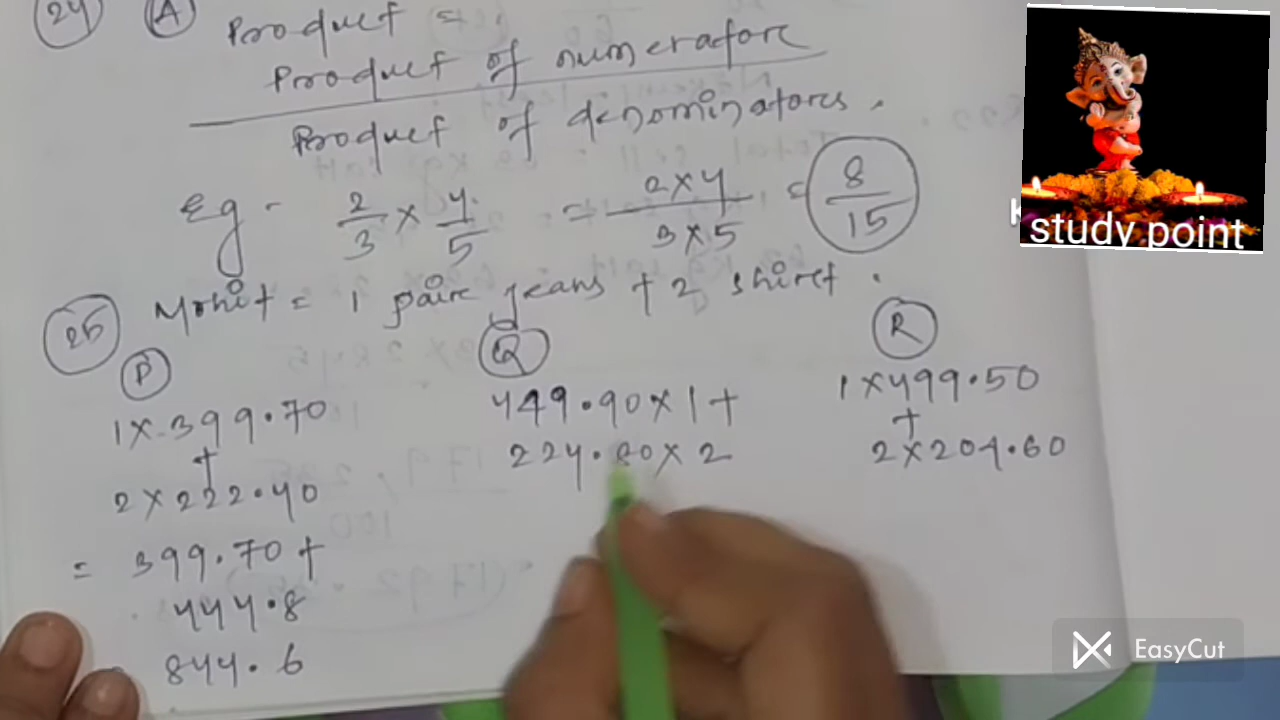 24 A Product =
Product of numerators
Product of denominators.
Eg - 2/3 × 4/5 = 2×4/3×5 = 8/15
study point
25 Mohit = 1 pair jeans + 2 shirt.
P Q R
1×399.70 449.90×1+ 1×499.50
+ 224.80×2 +
2×222.40 2×204.60
= 399.70+
444.8
844.6
EasyCut